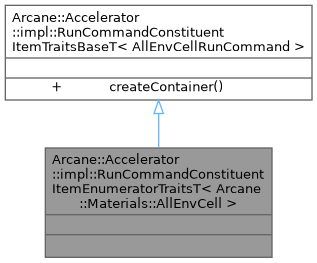 Arcane::Accelerator
::impl::RunCommandConstituent
ItemTraitsBaseT< AllEnvCellRunCommand >
+ createContainer()
Arcane::Accelerator
::impl::RunCommandConstituent
ItemEnumeratorTraitsT< Arcane
::Materials::AllEnvCell >